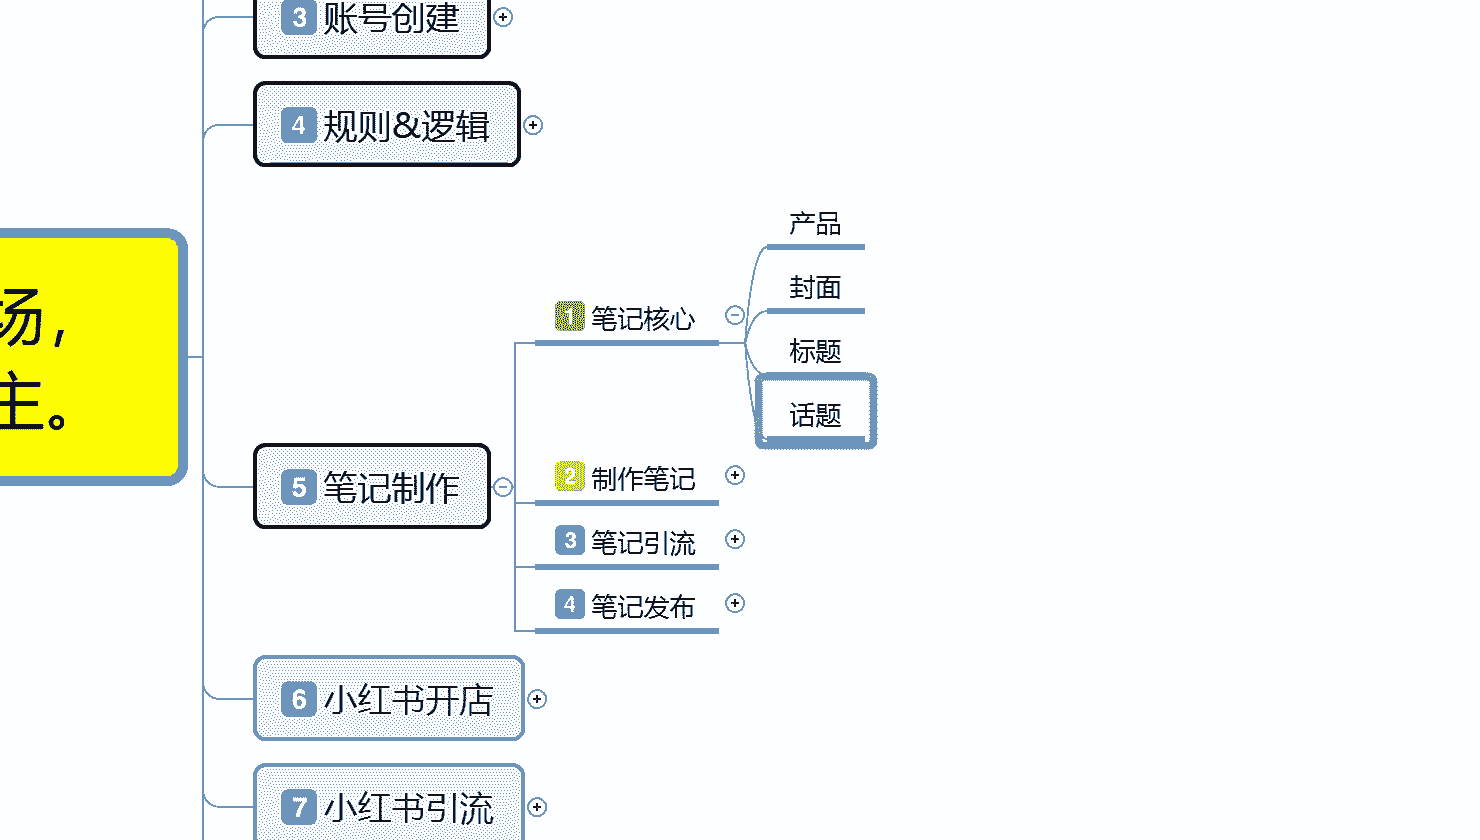 3 账号创建
4 规则&逻辑
场，
主。
产品
封面
1 笔记核心
标题
话题
5 笔记制作
2 制作笔记
3 笔记引流
4 笔记发布
6 小红书开店
7 小红书引流